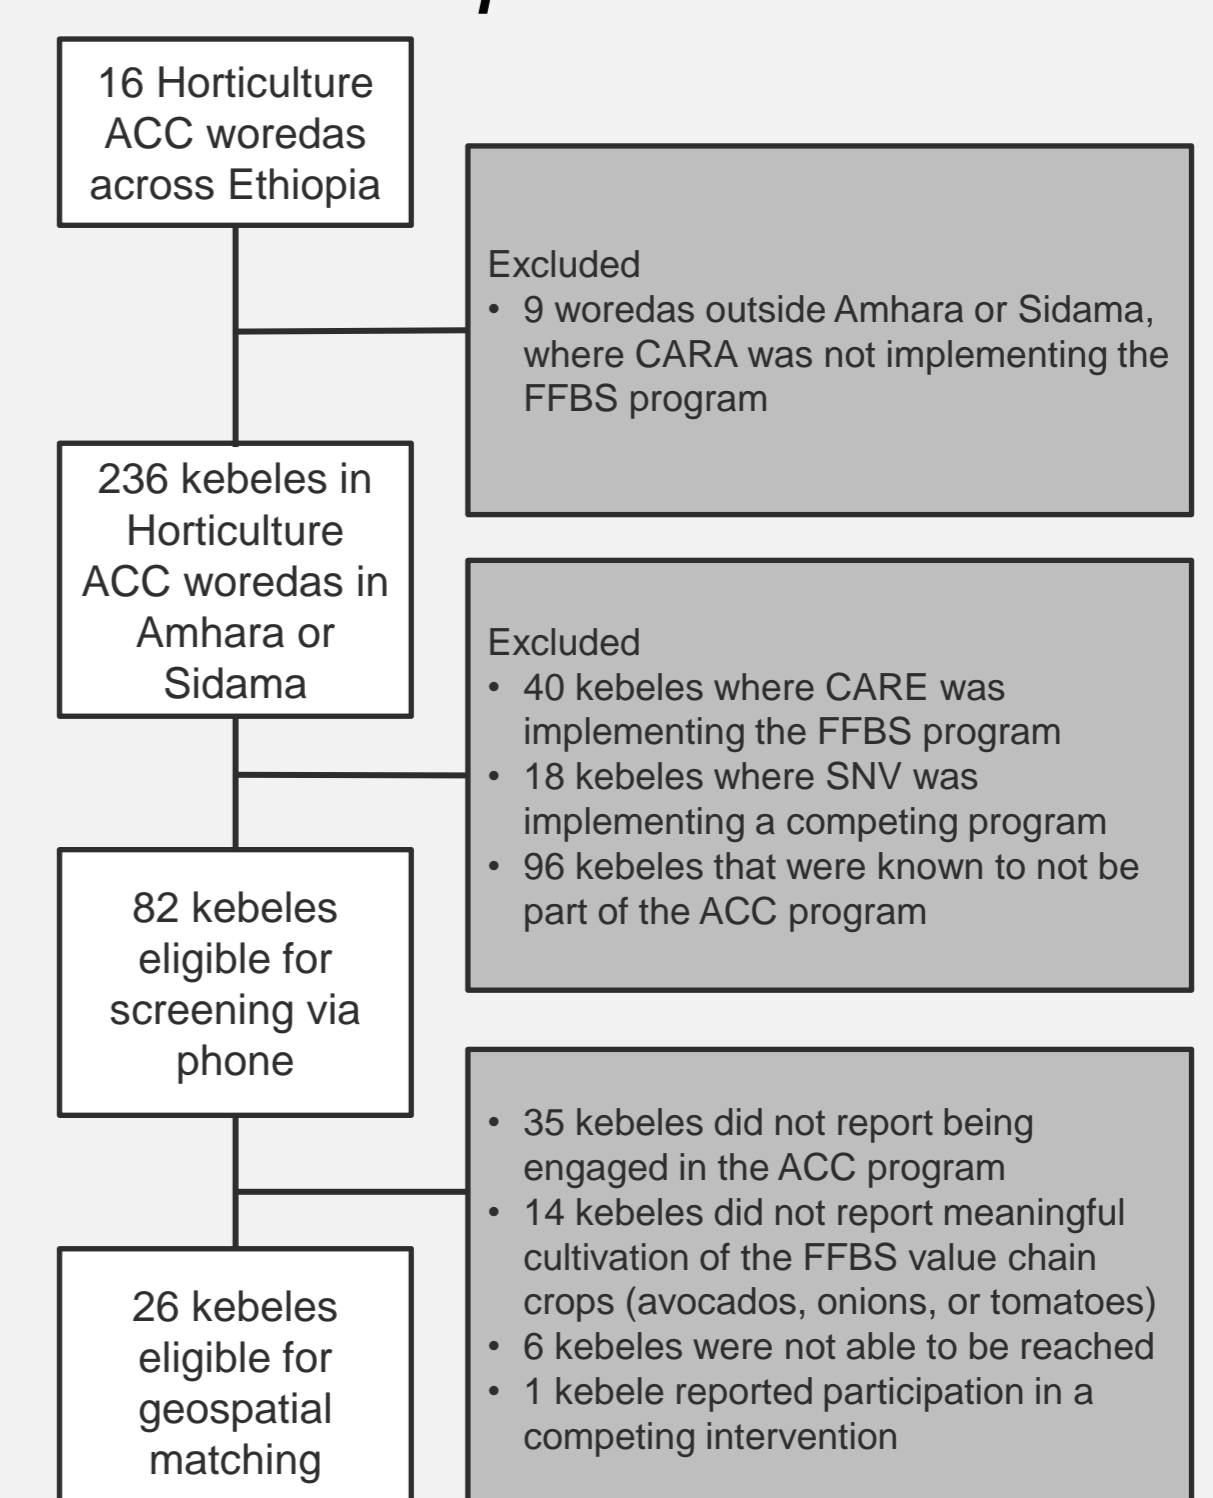 16 Horticulture
ACC woredas
across Ethiopia
Excluded
• 9 woredas outside Amhara or Sidama,
where CARA was not implementing the
FFBS program
236 kebeles in
Horticulture
ACC woredas in
Amhara or
Sidama
Excluded
• 40 kebeles where CARE was
implementing the FFBS program
• 18 kebeles where SNV was
implementing a competing program
• 96 kebeles that were known to not be
part of the ACC program
82 kebeles
eligible for
screening via
phone
• 35 kebeles did not report being
engaged in the ACC program
• 14 kebeles did not report meaningful
cultivation of the FFBS value chain
crops (avocados, onions, or tomatoes)
• 6 kebeles were not able to be reached
• 1 kebele reported participation in a
competing intervention
26 kebeles
eligible for
geospatial
matching